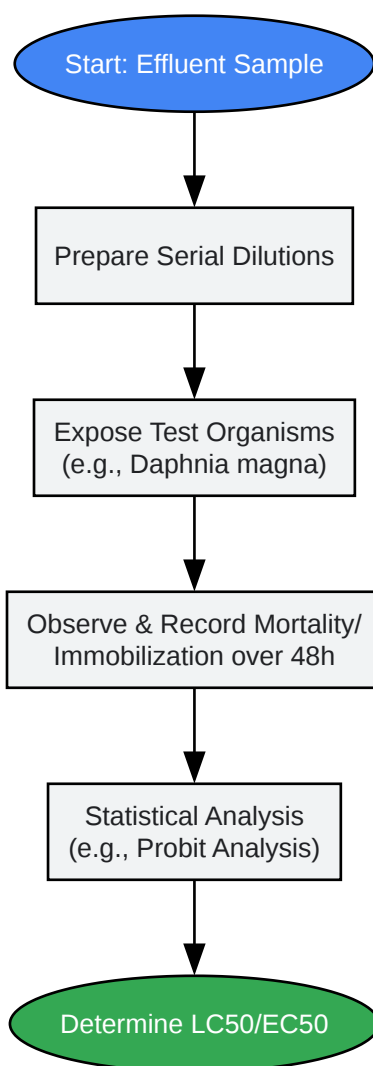 Start: Effluent Sample
Prepare Serial Dilutions
Expose Test Organisms
(e.g., Daphnia magna)
Observe & Record Mortality/
Immobilization over 48h
Statistical Analysis
(e.g., Probit Analysis)
Determine LC50/EC50